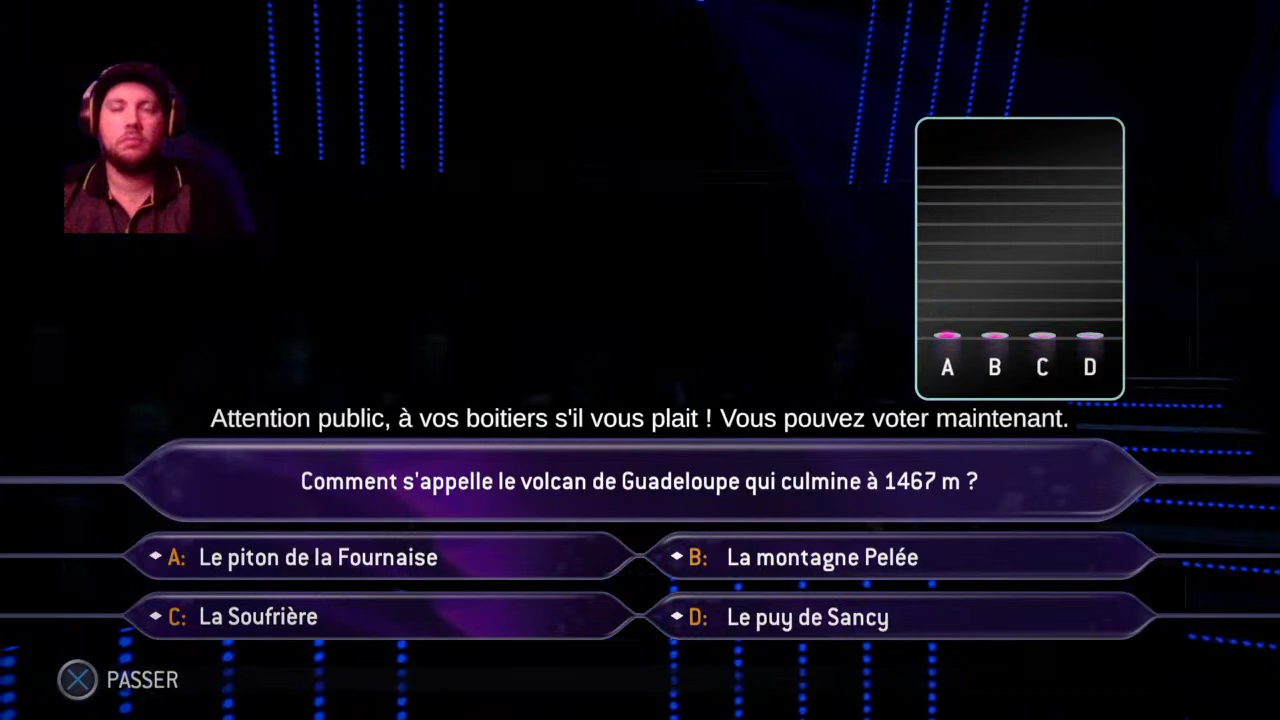 A B C D
Attention public, à vos boitiers s'il vous plait ! Vous pouvez voter maintenant.
Comment s'appelle le volcan de Guadeloupe qui culmine à 1467 m ?
A: Le piton de la Fournaise
B: La montagne Pelée
C: La Soufrière
D: Le puy de Sancy
PASSER